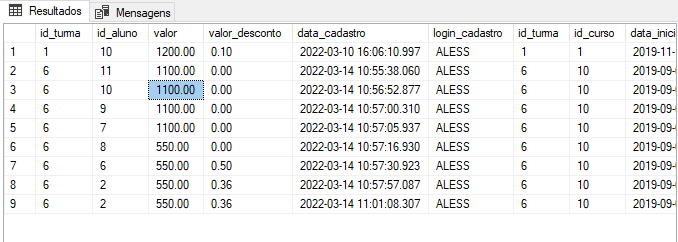 Resultados Mensagens
id_turma id_aluno valor valor_desconto data_cadastro login_cadastro id_turma id_curso data_inici
1 1 10 1200.00 0.10 2022-03-10 16:06:10.997 ALESS 1 1 2019-11-
2 6 11 1100.00 0.00 2022-03-14 10:55:38.060 ALESS 6 10 2019-09-0
3 6 10 1100.00 0.00 2022-03-14 10:56:52.877 ALESS 6 10 2019-09-0
4 6 9 1100.00 0.00 2022-03-14 10:57:00.310 ALESS 6 10 2019-09-0
5 6 7 1100.00 0.00 2022-03-14 10:57:05.937 ALESS 6 10 2019-09-0
6 6 8 550.00 0.00 2022-03-14 10:57:16.930 ALESS 6 10 2019-09-0
7 6 6 550.00 0.50 2022-03-14 10:57:30.923 ALESS 6 10 2019-09-0
8 6 2 550.00 0.36 2022-03-14 10:57:57.087 ALESS 6 10 2019-09-0
9 6 2 550.00 0.36 2022-03-14 11:01:08.307 ALESS 6 10 2019-09-0